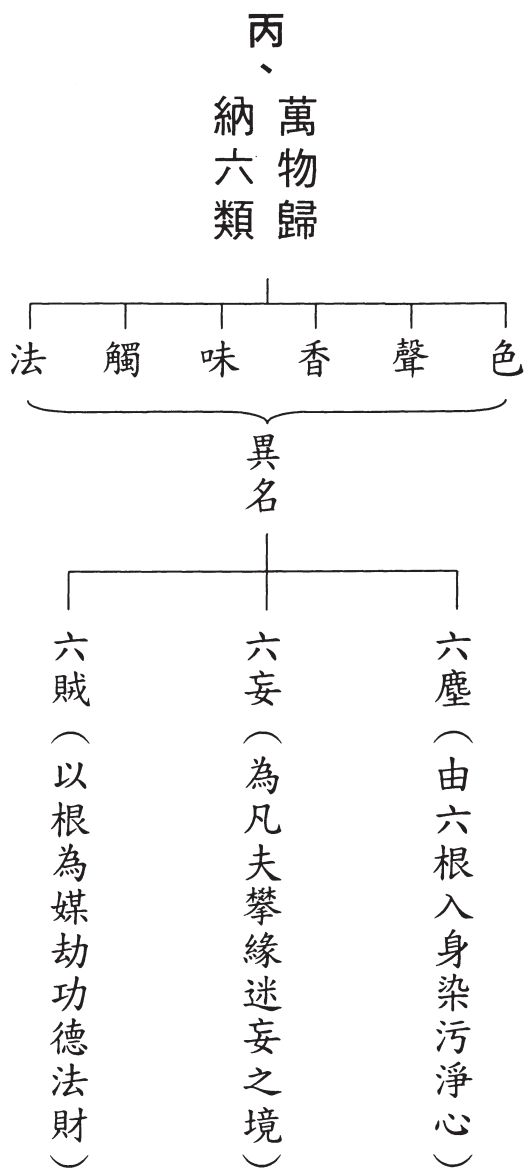 丙、
萬物歸
納六類
色
聲
香
味
觸
法
異名
六塵（由六根入身染污淨心）
六妄（為凡夫攀緣迷妄之境）
六賊（以根為媒劫功德法財）